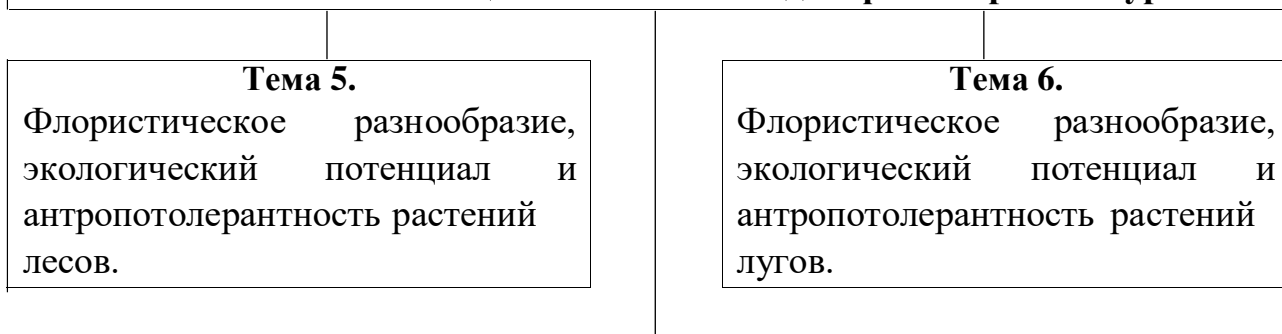 Тема 5.
Флористическое разнообразие,
экологический потенциал и
антропотолерантность растений
лесов.
Тема 6.
Флористическое разнообразие,
экологический потенциал и
антропотолерантность растений
лугов.